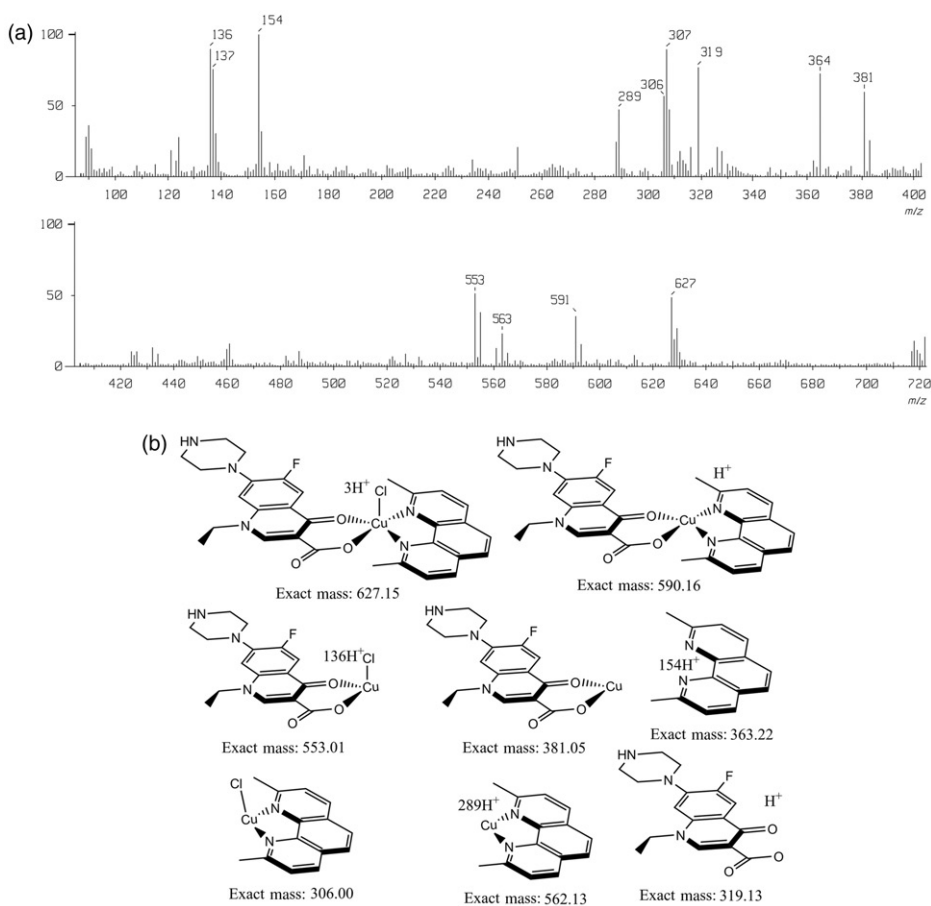 (a)
100
50
0
136
137
154
289
306
307
319
364
381
100 120 140 160 180 200 220 240 260 280 300 320 340 360 380 400
m/z
100
50
0
553
563
591
627
420 440 460 480 500 520 540 560 580 600 620 640 660 680 700 720
m/z
(b)
HN
N
F
3H+
Cl
N
O
Cu
N
N
O
O
Exact mass: 627.15
HN
N
F
H+
N
O
Cu
N
N
O
O
Exact mass: 590.16
HN
N
F
136H+
Cl
N
O
Cu
O
O
Exact mass: 553.01
HN
N
F
N
O
Cu
O
O
Exact mass: 381.05
N
154H+
N
Exact mass: 363.22
Cl
Cu
N
N
Exact mass: 306.00
289H+
N
Cu
N
Exact mass: 562.13
HN
N
F
H+
N
O
O
O
Exact mass: 319.13